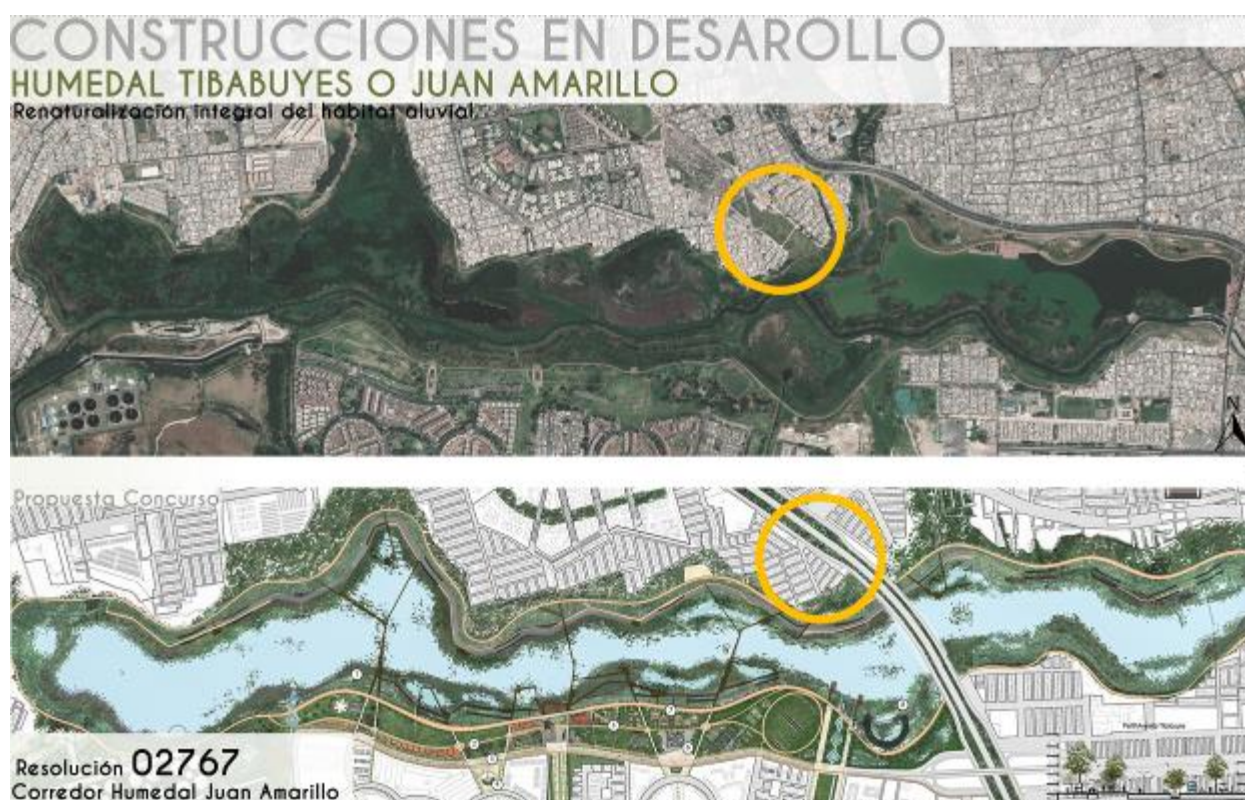 CONSTRUCCIONES EN DESAROLLO
HUMEDAL TIBABUYES O JUAN AMARILLO
Renaturalización integral del hábitat aluvial.
N
Propuesta Concurso
Resolución 02767
Corredor Humedal Juan Amarillo